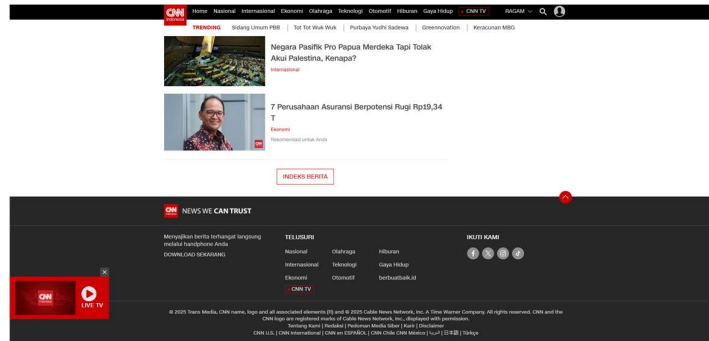 CNN Indonesia
Home Nasional Internasional Ekonomi Olahraga Teknologi Otomotif Hiburan Gaya Hidup CNN TV RAGAM
TRENDING Sidang Umum PBB | Tot Tot Wuk Wuk | Purbaya Yudhi Sadewa | Greennovation | Keracunan MBG
Negara Pasifik Pro Papua Merdeka Tapi Tolak
Akui Palestina, Kenapa?
Internasional
7 Perusahaan Asuransi Berpotensi Rugi Rp19,34
T
Ekonomi
Rekomendasi untuk Anda
CNN
INDEKS BERITA
CNN NEWS WE CAN TRUST
Menyajikan berita terhangat langsung
melalui handphone Anda
DOWNLOAD SEKARANG
TELUSURI
Nasional Olahraga Hiburan
Internasional Teknologi Gaya Hidup
Ekonomi Otomotif berbuatbaik.id
CNN TV
IKUTI KAMI
CNN
LIVE TV
© 2025 Trans Media, CNN name, logo and all associated elements (R) and © 2025 Cable News Network, Inc. A Time Warner Company. All rights reserved. CNN and the
CNN logo are registered marks of Cable News Network, Inc., displayed with permission.
Tentang Kami | Redaksi | Pedoman Media Siber | Karir | Disclaimer
CNN U.S. | CNN International | CNN en ESPAÑOL | CNN Chile CNN México | العربية | 日本語 | Türkçe